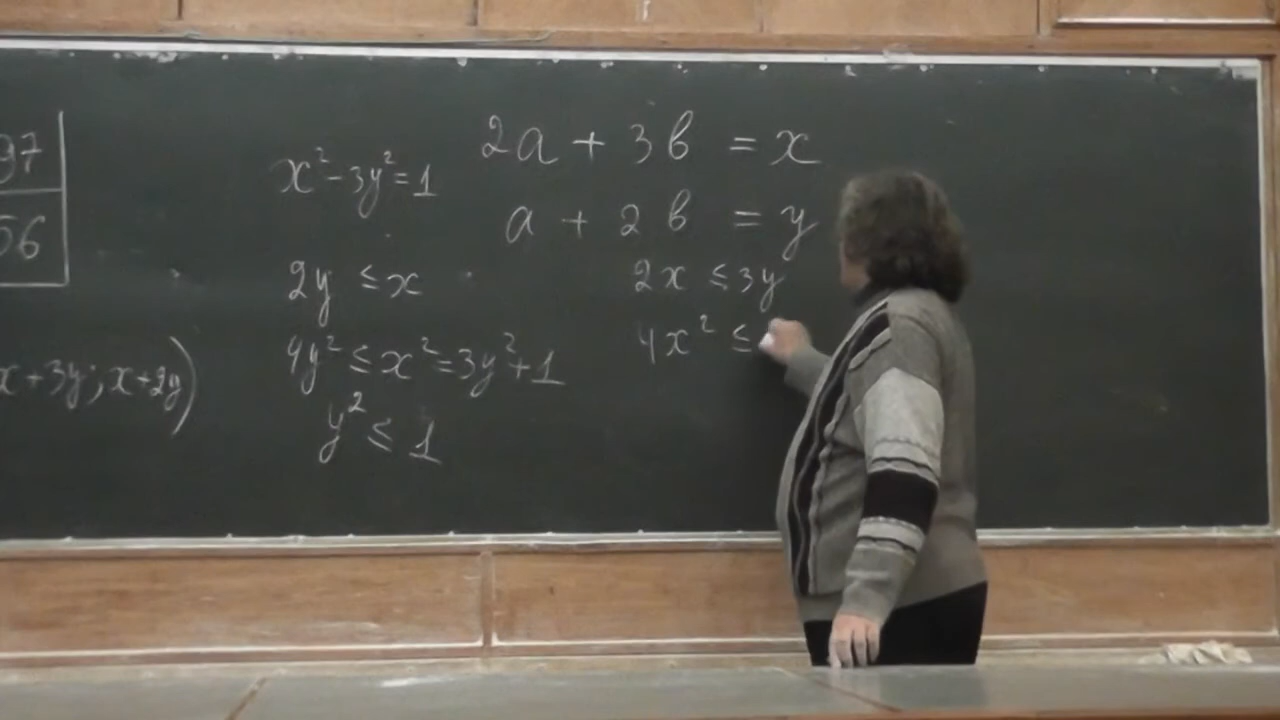 97
56
x+3y; x+2y)
x²-3y²=1
2y ≤ x
4y² ≤ x² = 3y²+1
y² ≤ 1
2a + 3b = x
a + 2b = y
2x ≤ 3y
4x² ≤